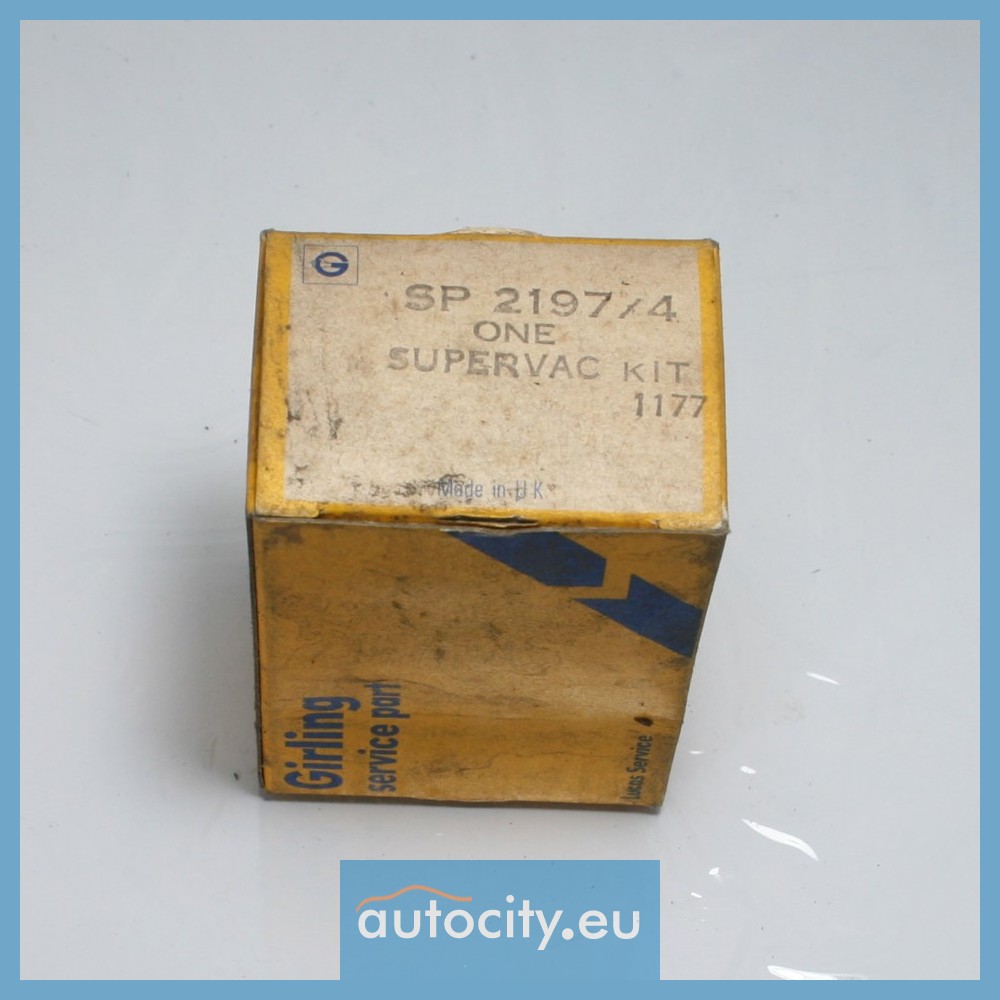 G
SP 2197/4
ONE
SUPERVAC KIT
1177
Made in U K
Girling
service part
Lucas Service
autocity.eu